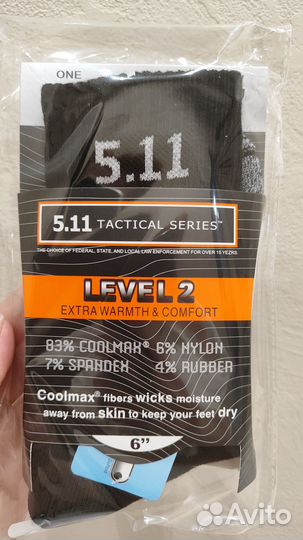 ONE
5.11
5.11 TACTICAL SERIES™
THE CHOICE OF FEDERAL, STATE, AND LOCAL LAW ENFORCEMENT FOR OVER 15 YEZRS.
LEVEL 2
EXTRA WARMTH & COMFORT
83% COOLMAX® 6% NYLON
7% SPANDEX 4% RUBBER
Coolmax® fibers wicks moisture
away from skin to keep your feet dry
6"
Avito